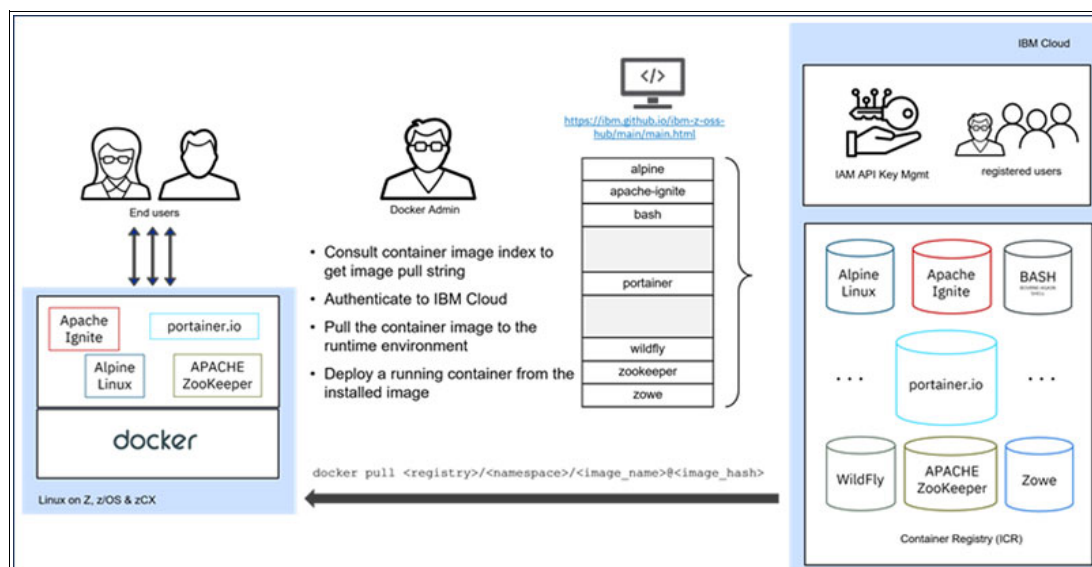 End users
Apache
Ignite
portainer.io
Alpine
Linux
APACHE
ZooKeeper
docker
Linux on Z, z/OS & zCX
Docker Admin
• Consult container image index to
get image pull string
• Authenticate to IBM Cloud
• Pull the container image to the
runtime environment
• Deploy a running container from the
installed image
</>
https://ibm.github.io/ibm-z-oss-
hub/main/main.html
alpine
apache-ignite
bash
portainer
wildfly
zookeeper
zowe
docker pull <registry>/<namespace>/<image_name>@<image_hash>
IBM Cloud
IAM API Key Mgmt
registered users
Alpine
Linux
Apache
Ignite
BASH
BOURNE-AGAIN
SHELL
...
portainer.io
...
WildFly
APACHE
ZooKeeper
Zowe
Container Registry (ICR)